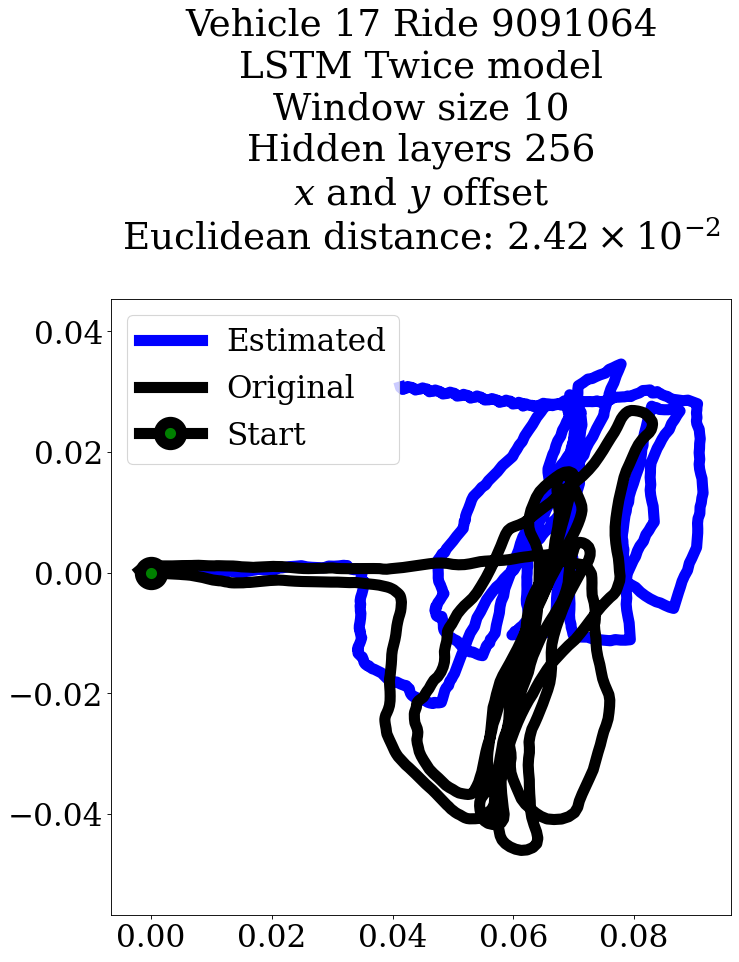 Vehicle 17 Ride 9091064
LSTM Twice model
Window size 10
Hidden layers 256
x and y offset
Euclidean distance: 2.42 × 10⁻²
Estimated
Original
Start
0.04
0.02
0.00
−0.02
−0.04
0.00 0.02 0.04 0.06 0.08